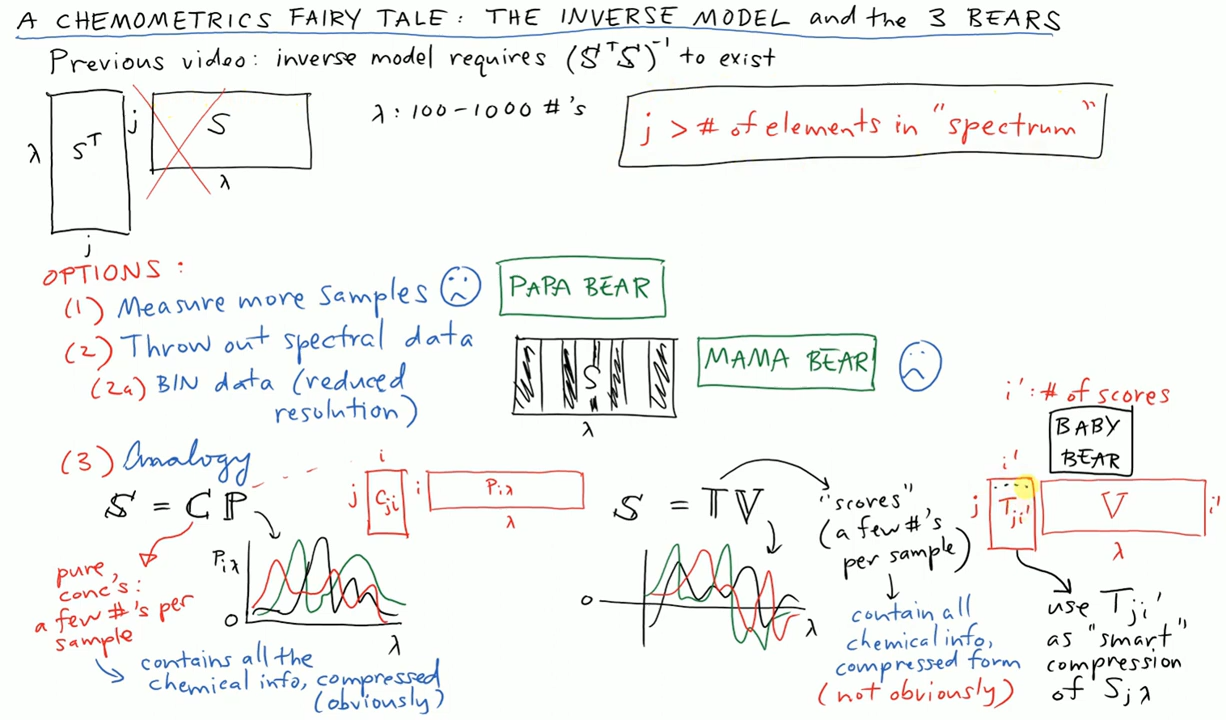 A CHEMOMETRICS FAIRY TALE: THE INVERSE MODEL and the 3 BEARS
Previous video: inverse model requires (SᵀS)⁻¹ to exist
λ
Sᵀ
j
j
S
λ
λ: 100-1000 #'s
j > # of elements in "spectrum"
OPTIONS:
(1) Measure more samples
PAPA BEAR
(2) Throw out spectral data
(2a) BIN data (reduced
resolution)
S
λ
MAMA BEAR
(3) Analogy
S = C P
i
j
Cji
i
Piλ
λ
pure
conc's:
a few #'s per
sample
Piλ
0
λ
contains all the
chemical info, compressed
(obviously)
S = T V
"scores"
(a few #'s
per sample)
0
λ
contain all
chemical info,
compressed form
(not obviously)
i': # of scores
BABY
BEAR
i'
j
Tji'
V
i'
λ
use Tji'
as "smart"
compression
of Sjλ